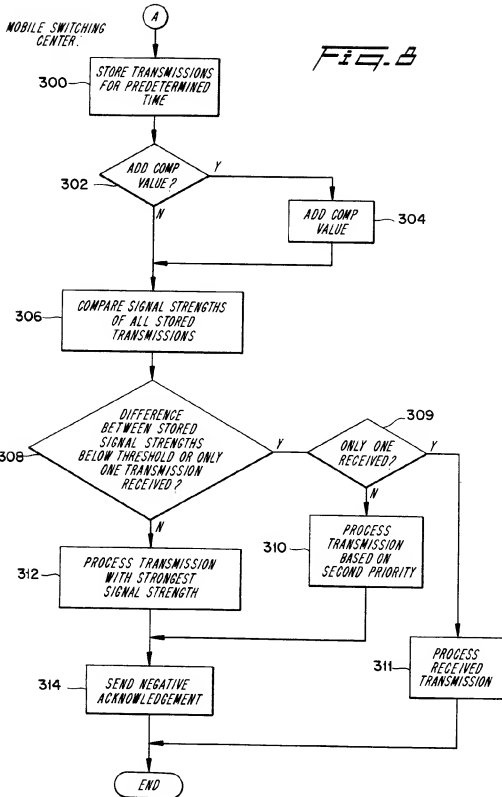 A
MOBILE SWITCHING
CENTER:
Fig. 8
300
STORE TRANSMISSIONS
FOR PREDETERMINED
TIME
302
ADD COMP
VALUE?
Y
N
ADD COMP
VALUE
304
306
COMPARE SIGNAL STRENGTHS
OF ALL STORED
TRANSMISSIONS
308
DIFFERENCE
BETWEEN STORED
SIGNAL STRENGTHS
BELOW THRESHOLD OR ONLY
ONE TRANSMISSION
RECEIVED?
Y
N
309
ONLY ONE
RECEIVED?
Y
N
310
PROCESS
TRANSMISSION
BASED ON
SECOND PRIORITY
312
PROCESS TRANSMISSION
WITH STRONGEST
SIGNAL STRENGTH
311
PROCESS
RECEIVED
TRANSMISSION
314
SEND NEGATIVE
ACKNOWLEDGEMENT
END